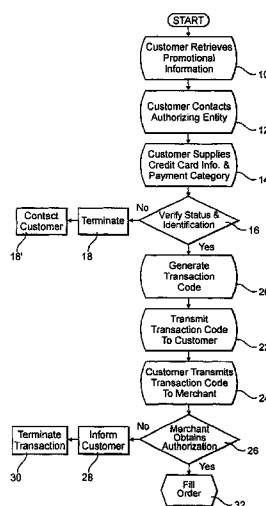 START
Customer Retrieves
Promotional
Information
10
Customer Contacts
Authorizing Entity
12
Customer Supplies
Credit Card Info. &
Payment Category
14
Contact
Customer
18'
Terminate
18
No
Verify Status &
Identification
16
Yes
Generate
Transaction
Code
20
Transmit
Transaction Code
To Customer
22
Customer Transmits
Transaction Code
To Merchant
24
Terminate
Transaction
30
Inform
Customer
28
No
Merchant
Obtains
Authorization
26
Yes
Fill
Order
32